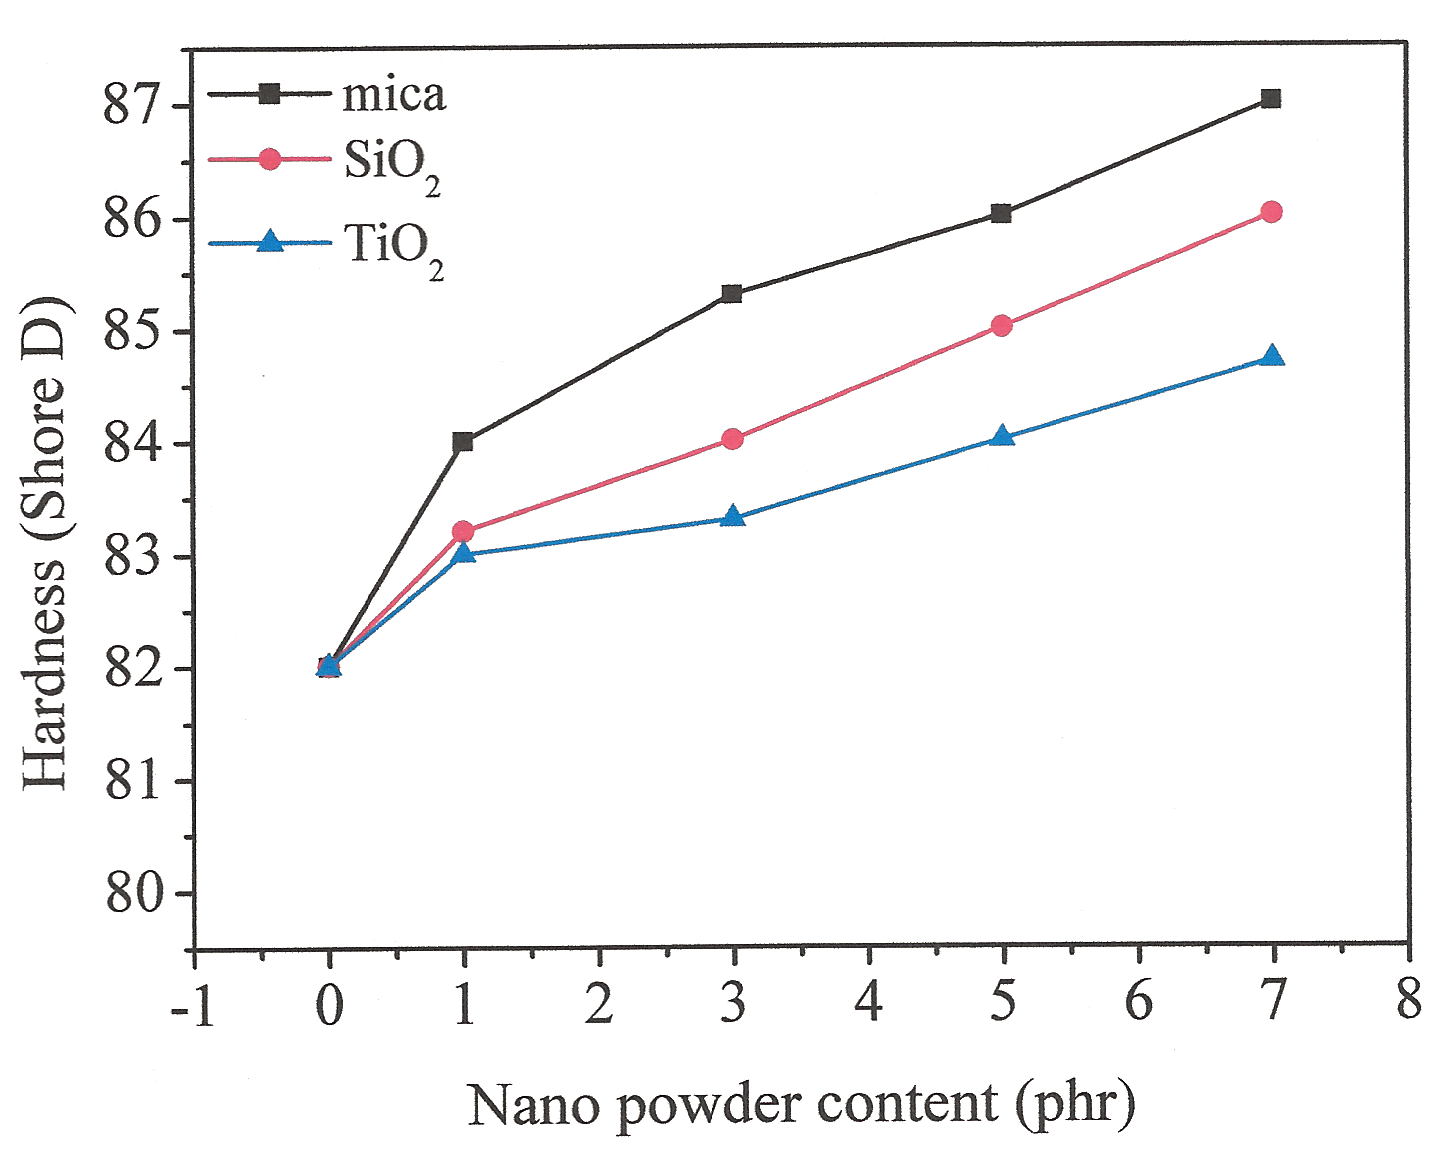 87
86
85
84
83
82
81
80
Hardness (Shore D)
mica
SiO₂
TiO₂
-1 0 1 2 3 4 5 6 7 8
Nano powder content (phr)